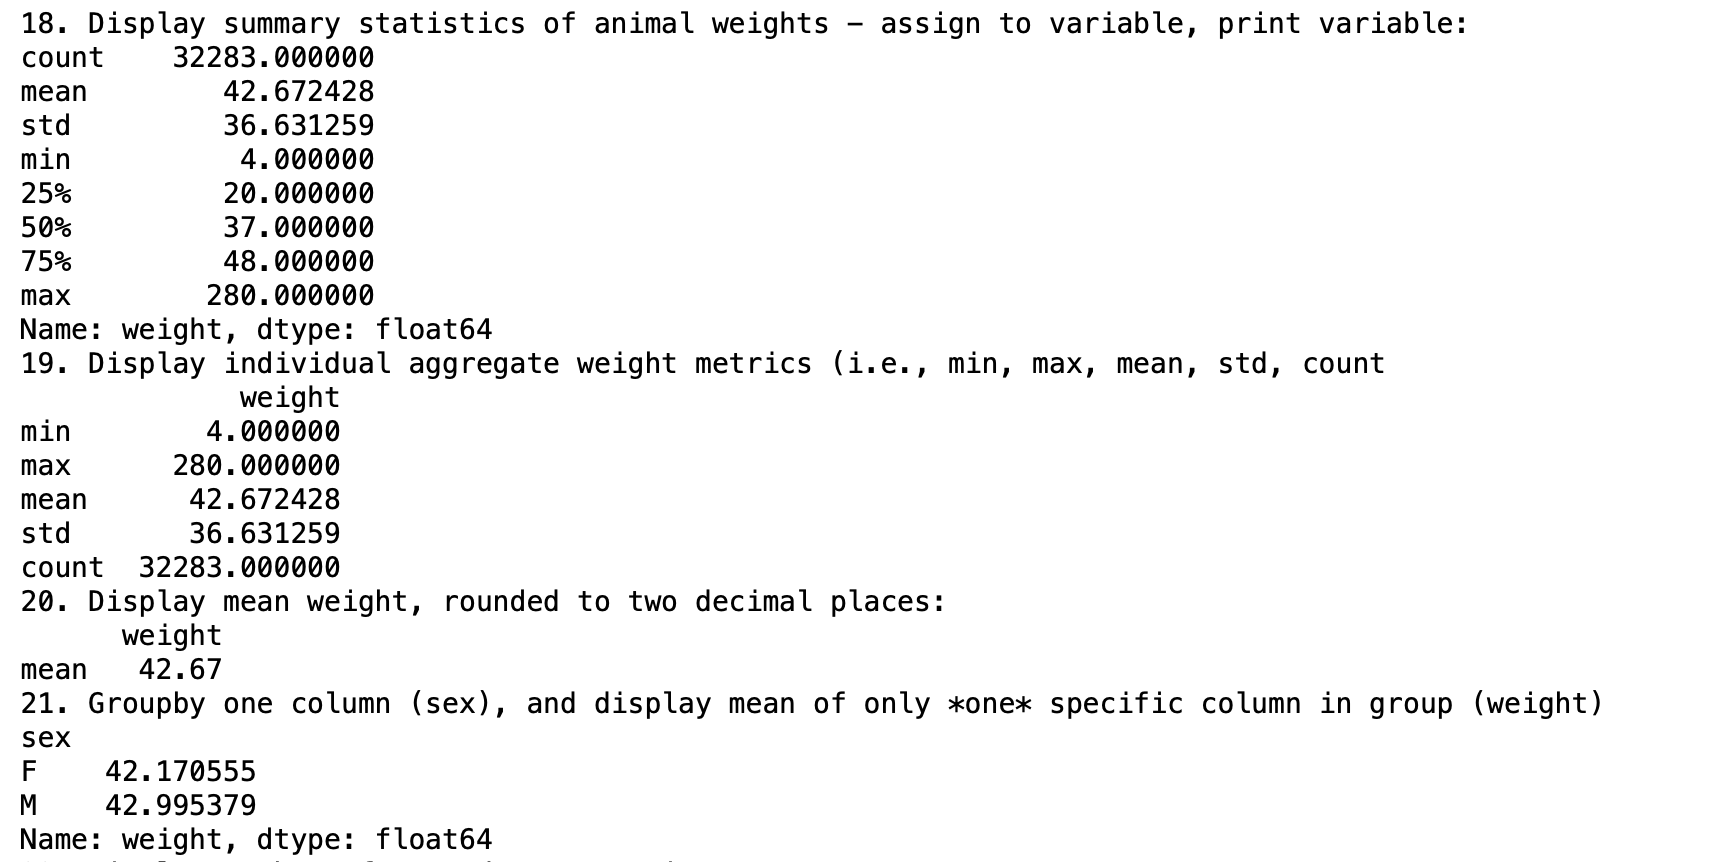 18. Display summary statistics of animal weights – assign to variable, print variable:
count    32283.000000
mean        42.672428
std         36.631259
min          4.000000
25%         20.000000
50%         37.000000
75%         48.000000
max        280.000000
Name: weight, dtype: float64
19. Display individual aggregate weight metrics (i.e., min, max, mean, std, count
             weight
min        4.000000
max      280.000000
mean      42.672428
std       36.631259
count  32283.000000
20. Display mean weight, rounded to two decimal places:
      weight
mean   42.67
21. Groupby one column (sex), and display mean of only *one* specific column in group (weight)
sex
F    42.170555
M    42.995379
Name: weight, dtype: float64